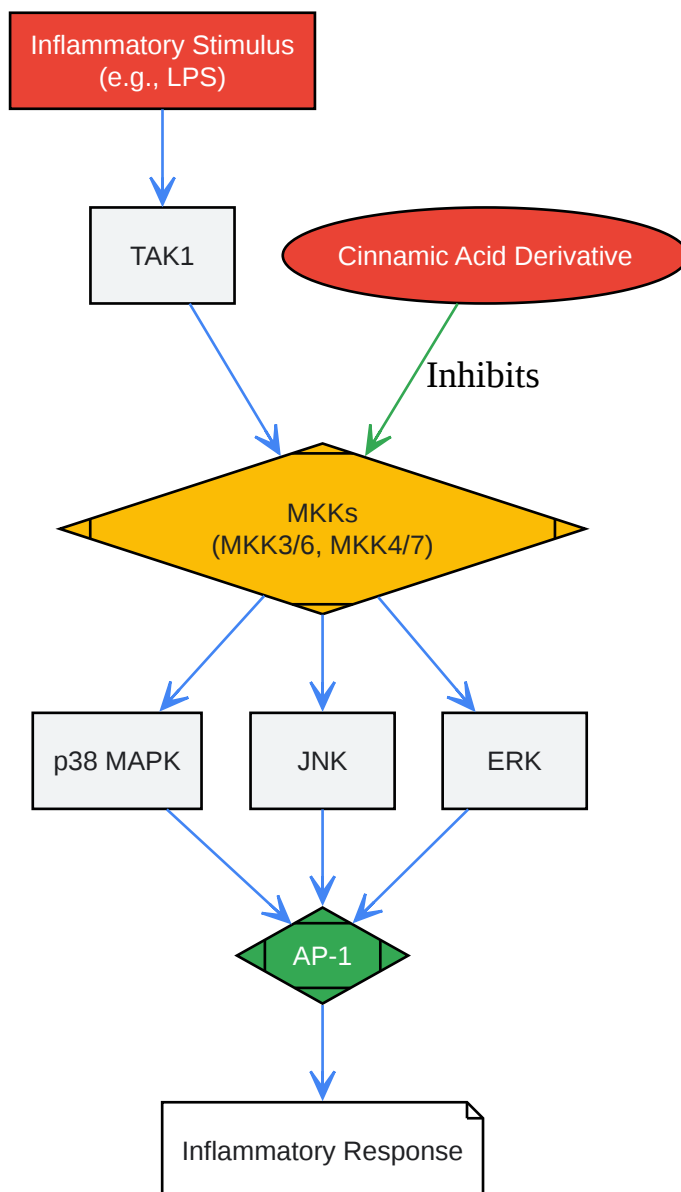 Inflammatory Stimulus
(e.g., LPS)
TAK1
Cinnamic Acid Derivative
Inhibits
MKKs
(MKK3/6, MKK4/7)
p38 MAPK
JNK
ERK
AP-1
Inflammatory Response